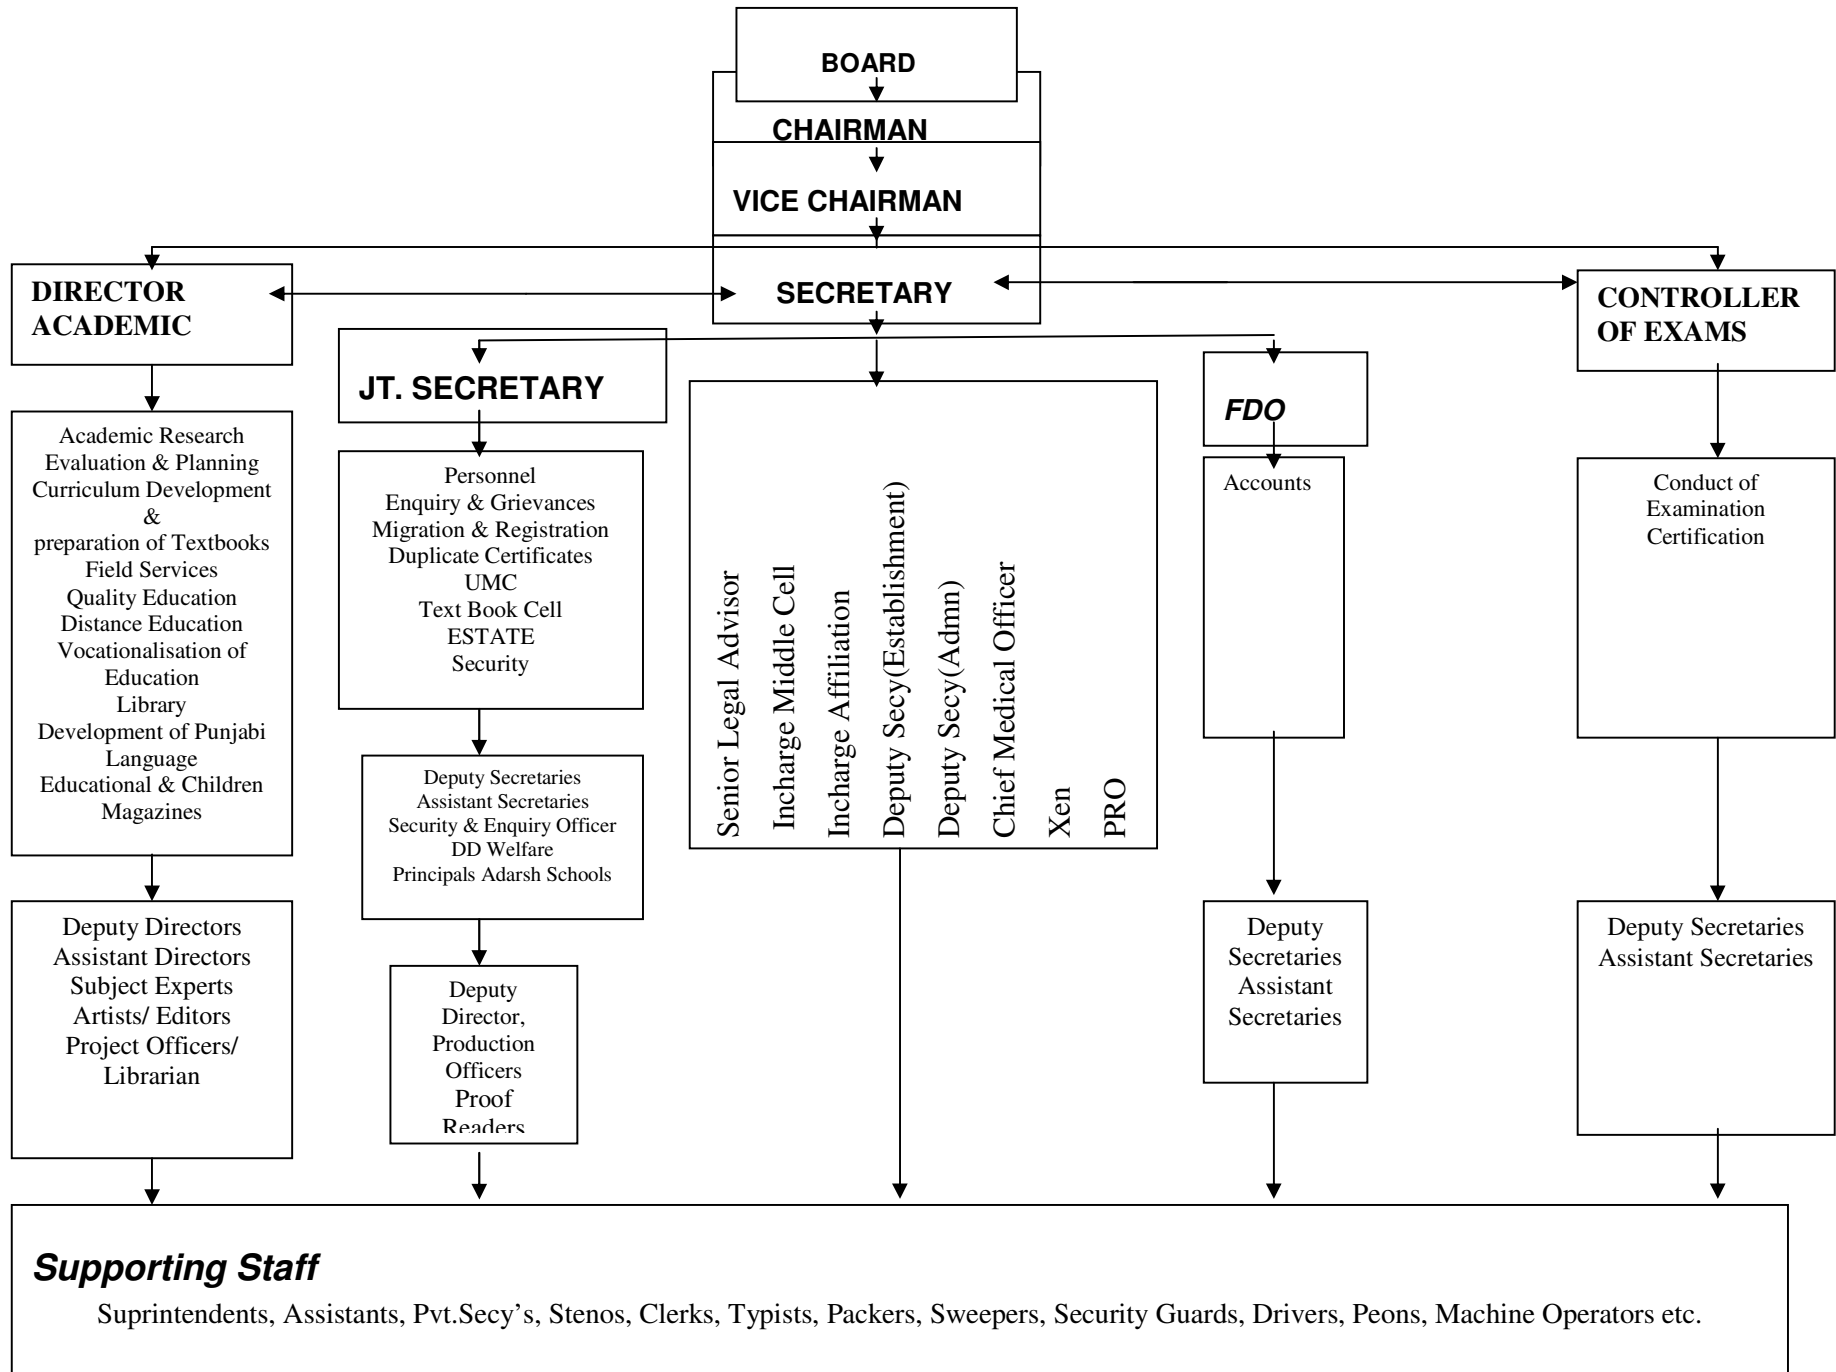 BOARD
CHAIRMAN
VICE CHAIRMAN
SECRETARY
DIRECTOR
ACADEMIC
CONTROLLER
OF EXAMS
JT. SECRETARY
FDO
Academic Research
Evaluation & Planning
Curriculum Development
&
preparation of Textbooks
Field Services
Quality Education
Distance Education
Vocationalisation of
Education
Library
Development of Punjabi
Language
Educational & Children
Magazines
Personnel
Enquiry & Grievances
Migration & Registration
Duplicate Certificates
UMC
Text Book Cell
ESTATE
Security
Senior Legal Advisor
Incharge Middle Cell
Incharge Affiliation
Deputy Secy(Establishment)
Deputy Secy(Admn)
Chief Medical Officer
Xen
PRO
Accounts
Conduct of
Examination
Certification
Deputy Secretaries
Assistant Secretaries
Security & Enquiry Officer
DD Welfare
Principals Adarsh Schools
Deputy Directors
Assistant Directors
Subject Experts
Artists/ Editors
Project Officers/
Librarian
Deputy
Director,
Production
Officers
Proof
Readers
Deputy
Secretaries
Assistant
Secretaries
Deputy Secretaries
Assistant Secretaries
Supporting Staff
Suprintendents, Assistants, Pvt.Secy’s, Stenos, Clerks, Typists, Packers, Sweepers, Security Guards, Drivers, Peons, Machine Operators etc.